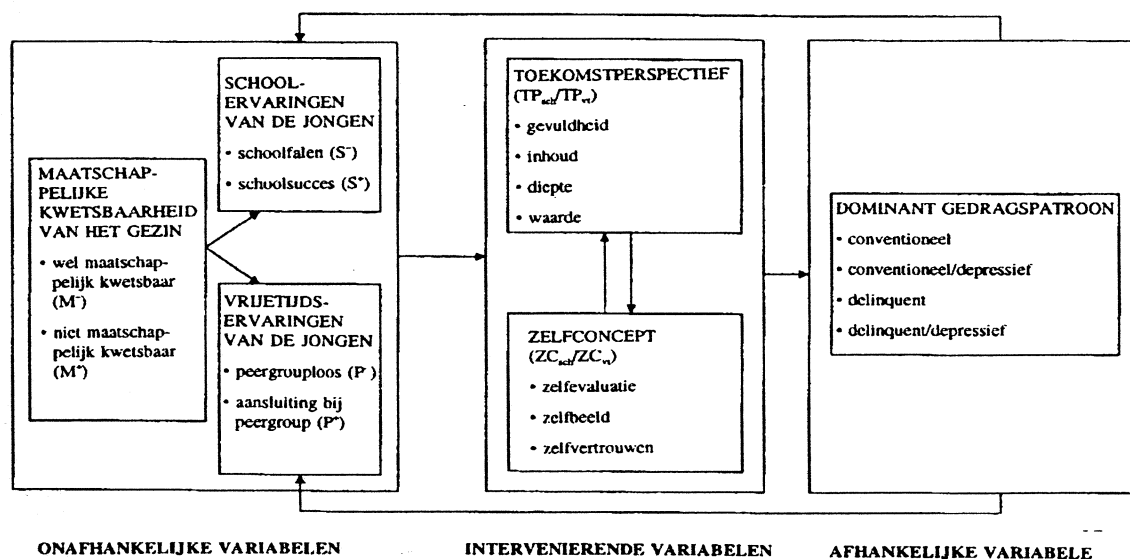 SCHOOL-
ERVARINGEN
VAN DE JONGEN
• schoolfalen (S⁻)
• schoolsucces (S⁺)
MAATSCHAP-
PELIJKE
KWETSBAARHEID
VAN HET GEZIN
• wel maatschap-
pelijk kwetsbaar
(M⁻)
• niet maatschap-
pelijk kwetsbaar
(M⁺)
VRIJETIJDS-
ERVARINGEN
VAN DE JONGEN
• peergrouploos (P⁻)
• aansluiting bij
peergroup (P⁺)
TOEKOMSTPERSPECTIEF
(TPsch/TPvt)
• gevuldheid
• inhoud
• diepte
• waarde
ZELFCONCEPT
(ZCsch/ZCvt)
• zelfevaluatie
• zelfbeeld
• zelfvertrouwen
DOMINANT GEDRAGSPATROON
• conventioneel
• conventioneel/depressief
• delinquent
• delinquent/depressief
ONAFHANKELIJKE VARIABELEN
INTERVENIËRENDE VARIABELEN
AFHANKELIJKE VARIABELE